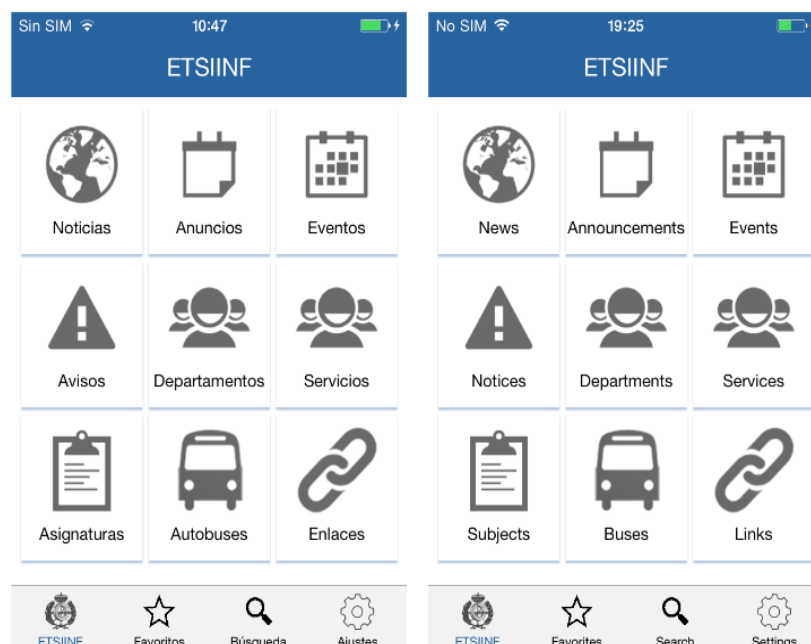 Sin SIM 10:47
ETSIINF
Noticias Anuncios Eventos
Avisos Departamentos Servicios
Asignaturas Autobuses Enlaces
ETSIINF Favoritos Búsqueda Ajustes
No SIM 19:25
ETSIINF
News Announcements Events
Notices Departments Services
Subjects Buses Links
ETSIINF Favorites Search Settings